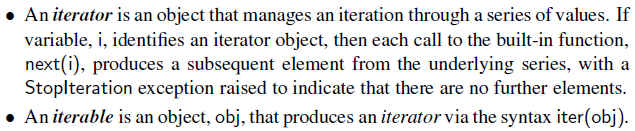 • An iterator is an object that manages an iteration through a series of values. If
variable, i, identifies an iterator object, then each call to the built-in function,
next(i), produces a subsequent element from the underlying series, with a
StopIteration exception raised to indicate that there are no further elements.
• An iterable is an object, obj, that produces an iterator via the syntax iter(obj).